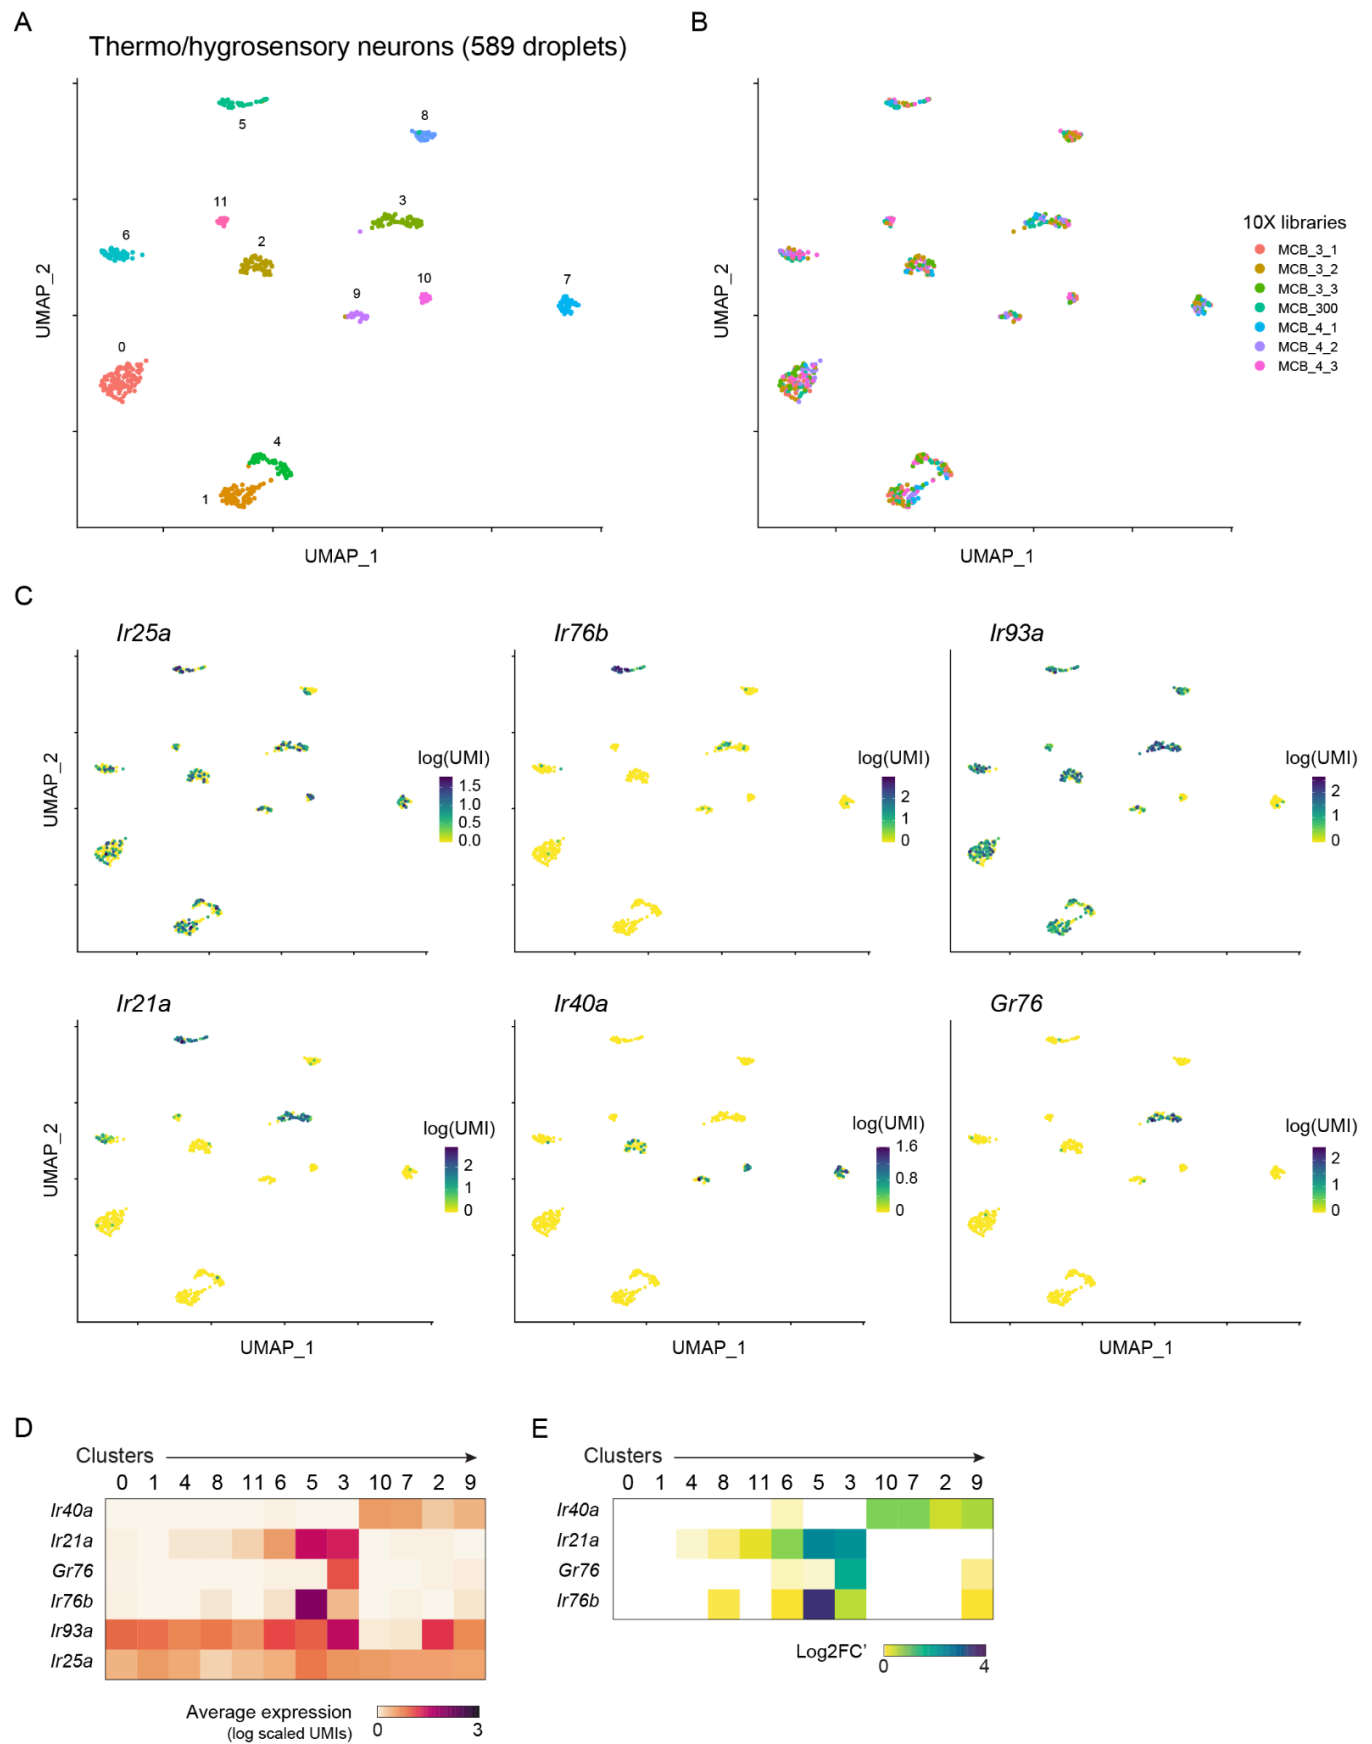 A
B
Thermo/hygrosensory neurons (589 droplets)
5
8
11
3
6
2
10
9
7
0
4
1
UMAP_2
UMAP_1
UMAP_2
UMAP_1
10X libraries
MCB_3_1
MCB_3_2
MCB_3_3
MCB_300
MCB_4_1
MCB_4_2
MCB_4_3
C
Ir25a
UMAP_2
log(UMI)
1.5
1.0
0.5
0.0
Ir76b
log(UMI)
2
1
0
Ir93a
log(UMI)
2
1
0
Ir21a
UMAP_2
log(UMI)
2
1
0
UMAP_1
Ir40a
log(UMI)
1.6
0.8
0
UMAP_1
Gr76
log(UMI)
2
1
0
UMAP_1
D
Clusters
0 1 4 8 11 6 5 3 10 7 2 9
Ir40a
Ir21a
Gr76
Ir76b
Ir93a
Ir25a
Average expression
(log scaled UMIs)
0 3
E
Clusters
0 1 4 8 11 6 5 3 10 7 2 9
Ir40a
Ir21a
Gr76
Ir76b
Log2FC'
0 4